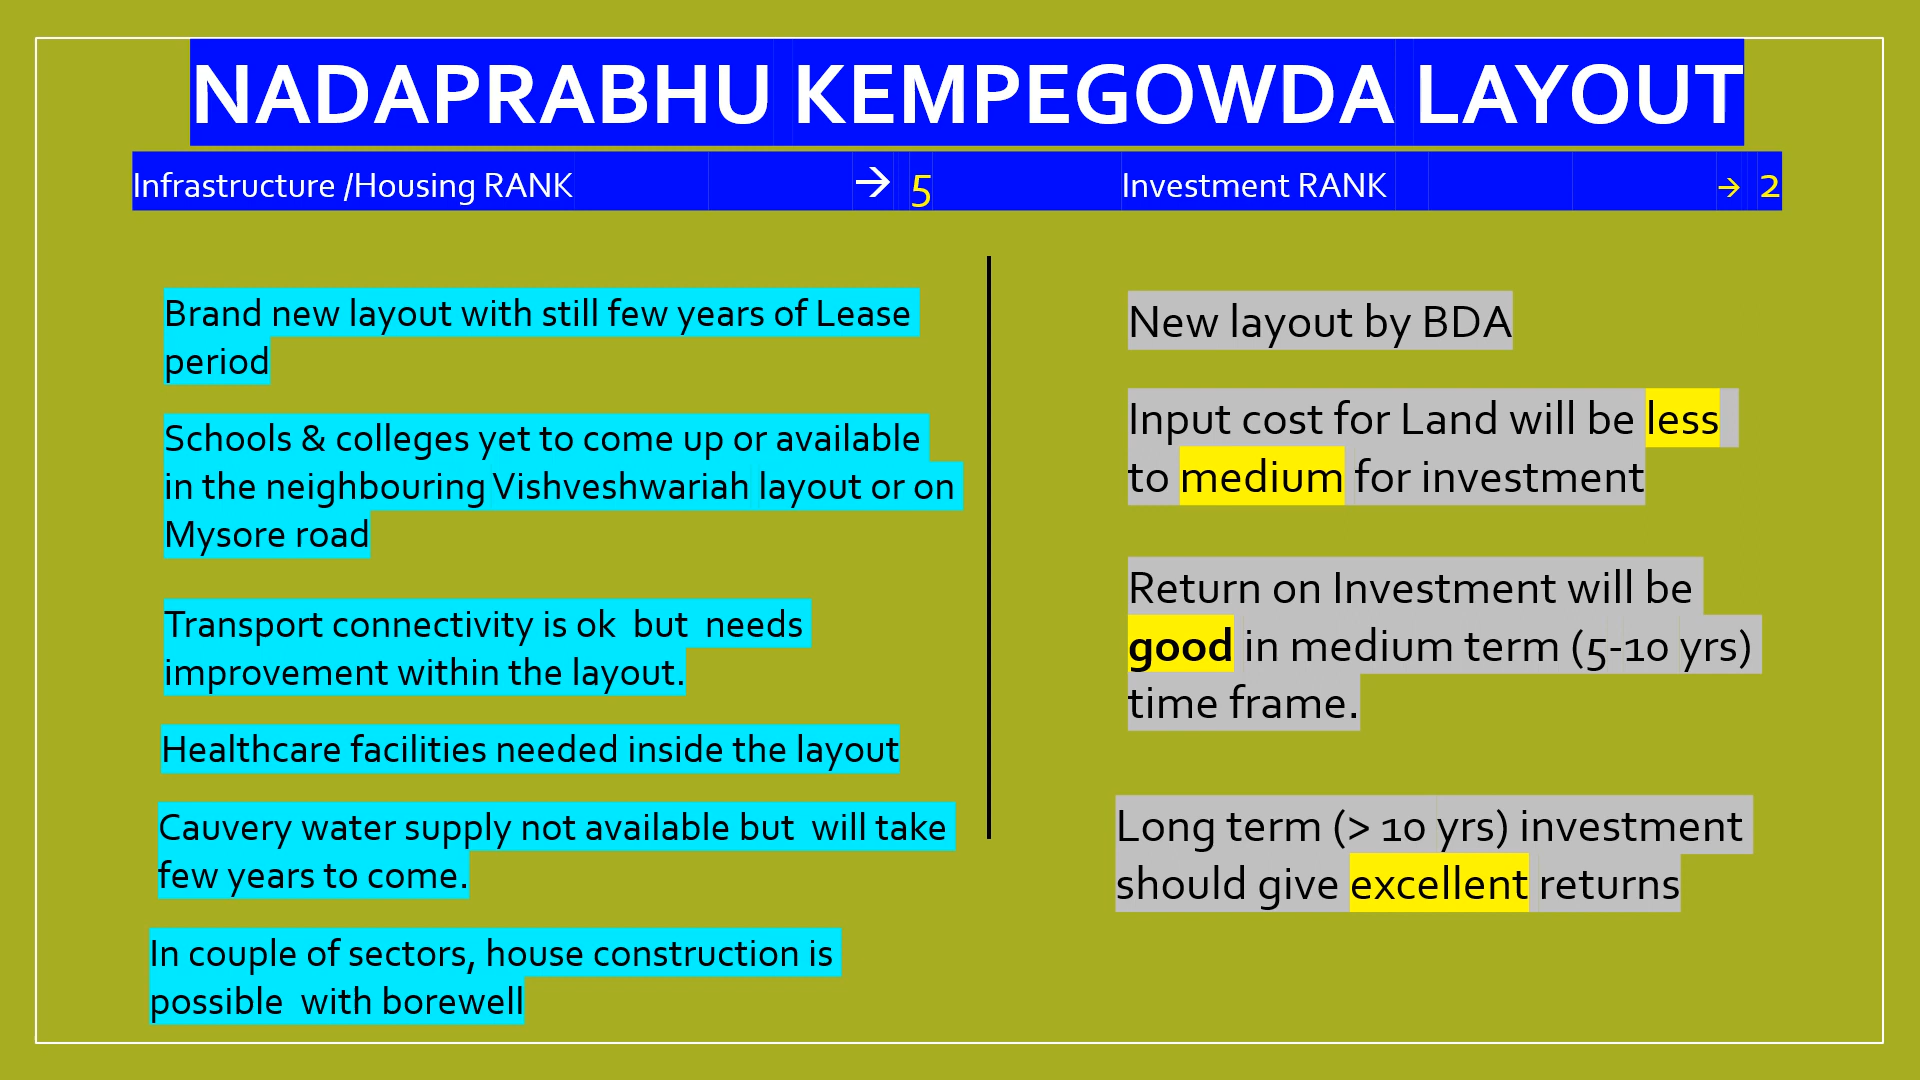 NADAPRABHU KEMPEGOWDA LAYOUT
Infrastructure /Housing RANK → 5 Investment RANK → 2
Brand new layout with still few years of Lease
period
Schools & colleges yet to come up or available
in the neighbouring Vishveshwariah layout or on
Mysore road
Transport connectivity is ok but needs
improvement within the layout.
Healthcare facilities needed inside the layout
Cauvery water supply not available but will take
few years to come.
In couple of sectors, house construction is
possible with borewell
New layout by BDA
Input cost for Land will be less
to medium for investment
Return on Investment will be
good in medium term (5-10 yrs)
time frame.
Long term (> 10 yrs) investment
should give excellent returns